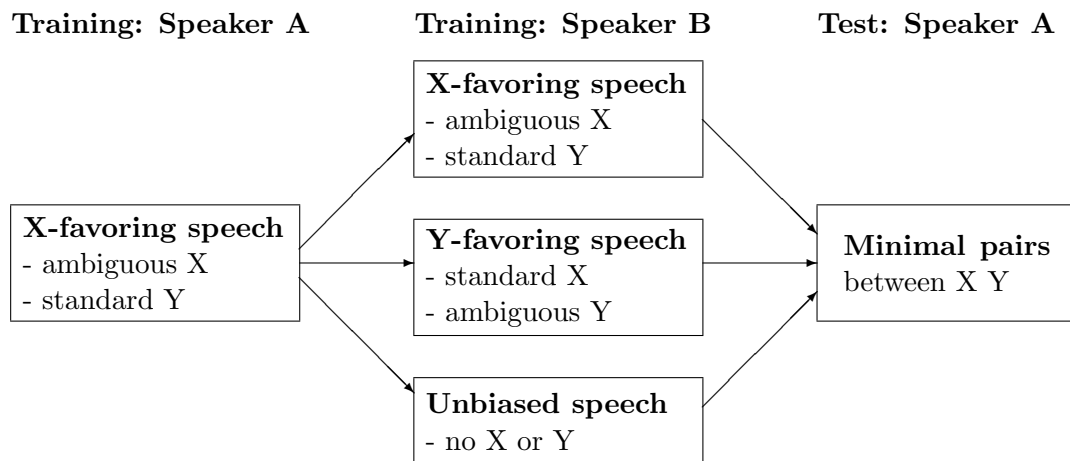 Training: Speaker A
Training: Speaker B
Test: Speaker A
X-favoring speech
- ambiguous X
- standard Y
X-favoring speech
- ambiguous X
- standard Y
Y-favoring speech
- standard X
- ambiguous Y
Unbiased speech
- no X or Y
Minimal pairs
between X Y